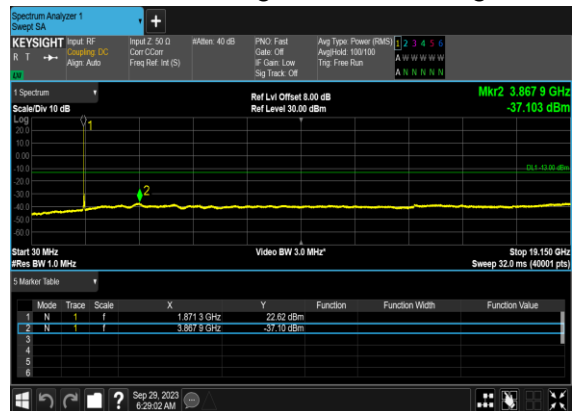 Spectrum Analyzer 1
Swept SA
+
KEYSIGHT Input: RF Input Z: 50 Ω #Atten: 40 dB PNO: Fast Avg Type: Power (RMS) 1 2 3 4 5 6
R T Coupling: DC Corr CCorr Gate: Off Avg|Hold: 100/100 A W W W W W
Align: Auto Freq Ref: Int (S) IF Gain: Low Trig: Free Run
Sig Track: Off A N N N N N
1 Spectrum Ref Lvl Offset 8.00 dB Mkr2 3.867 9 GHz
Scale/Div 10 dB Ref Level 30.00 dBm -37.103 dBm
Log
20.0
10.0
0.00
-10.0
-20.0
-30.0
-40.0
-50.0
-60.0
1
2
DL1 -13.00 dBm
Start 30 MHz Video BW 3.0 MHz* Stop 19.150 GHz
#Res BW 1.0 MHz Sweep 32.0 ms (40001 pts)
5 Marker Table
Mode Trace Scale X Y Function Function Width Function Value
1 N 1 f 1.871 3 GHz 22.62 dBm
2 N 1 f 3.867 9 GHz -37.10 dBm
3
4
5
6
? Sep 29, 2023
6:29:02 AM